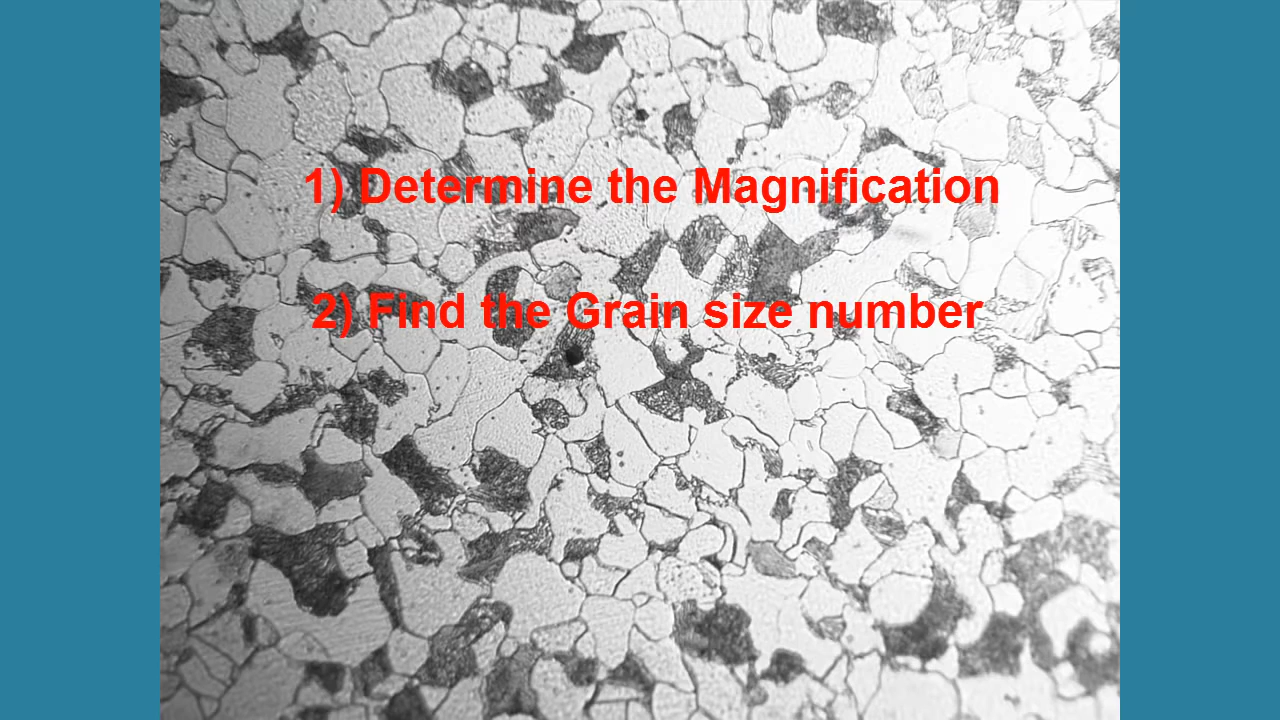 1) Determine the Magnification
2) Find the Grain size number